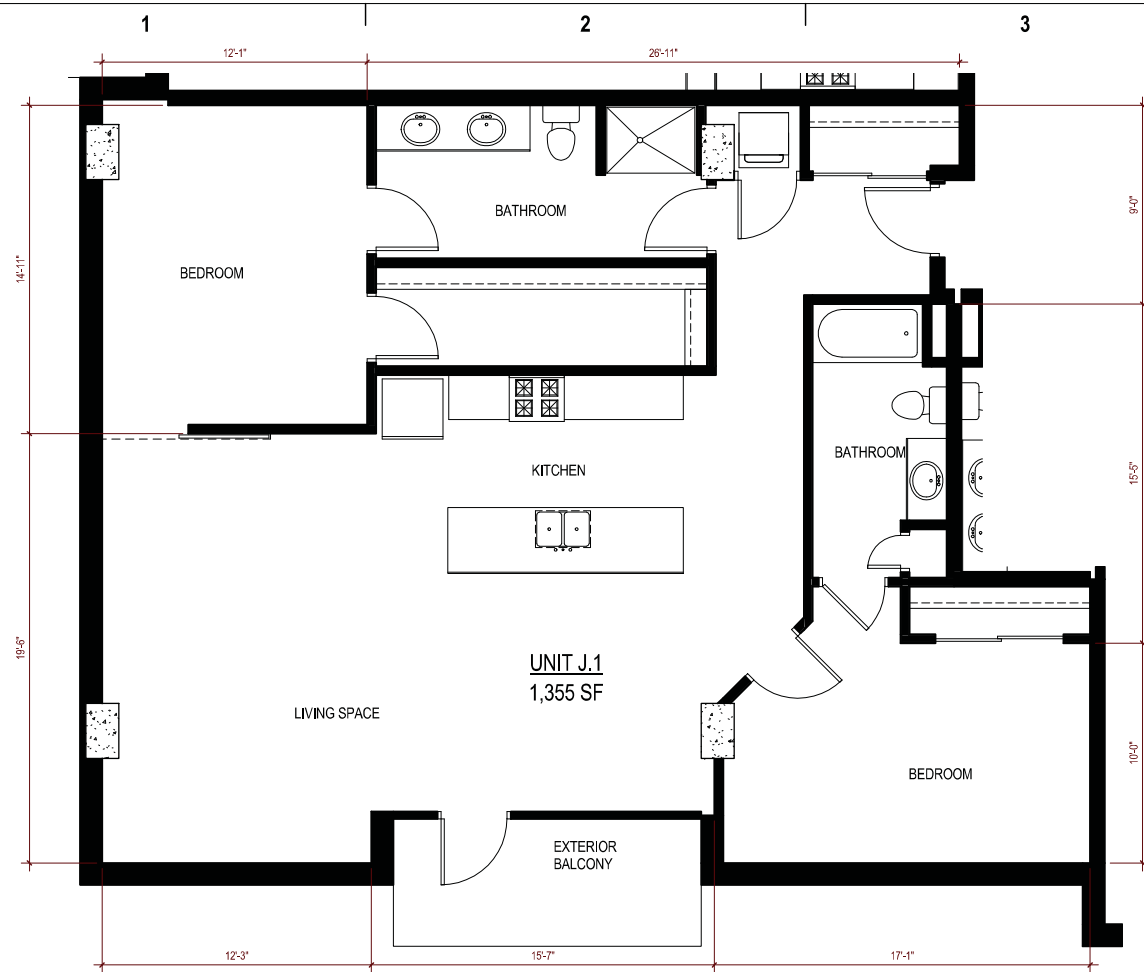 1 2 3
12'-1" 26'-11"
BATHROOM
9'-0"
14'-11"
BEDROOM
BATHROOM
KITCHEN
15'-5"
19'-6"
UNIT J.1
1,355 SF
LIVING SPACE
10'-0"
BEDROOM
EXTERIOR
BALCONY
12'-3" 15'-7" 17'-1"